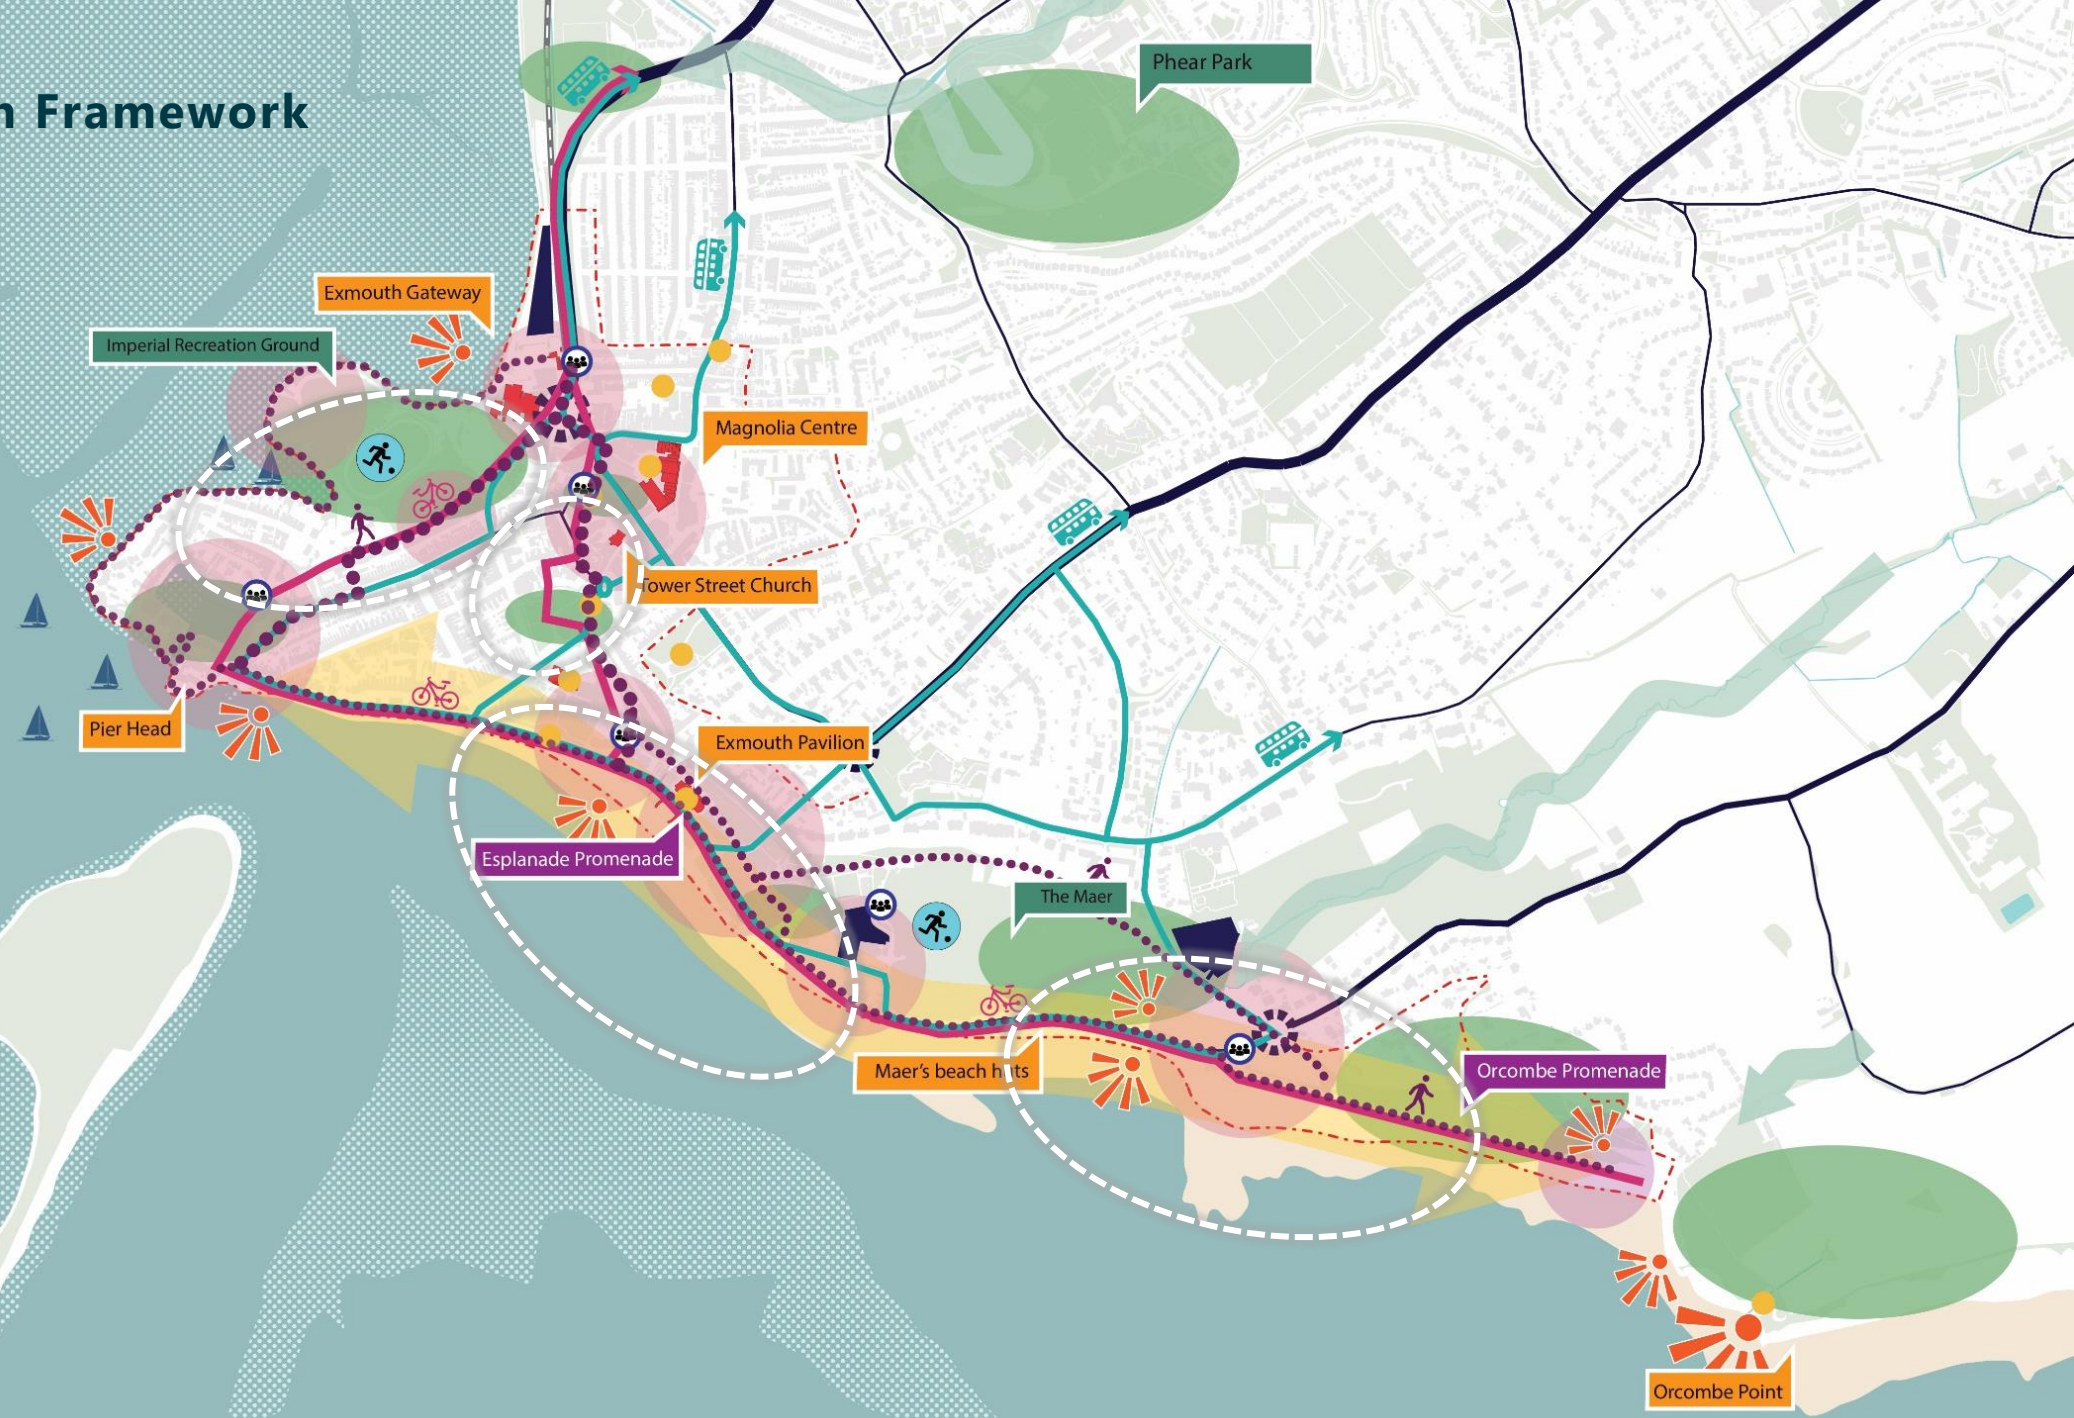 Phear Park
n Framework
Exmouth Gateway
Imperial Recreation Ground
Magnolia Centre
Tower Street Church
Pier Head
Exmouth Pavilion
Esplanade Promenade
The Maer
Maer's beach huts
Orcombe Promenade
Orcombe Point